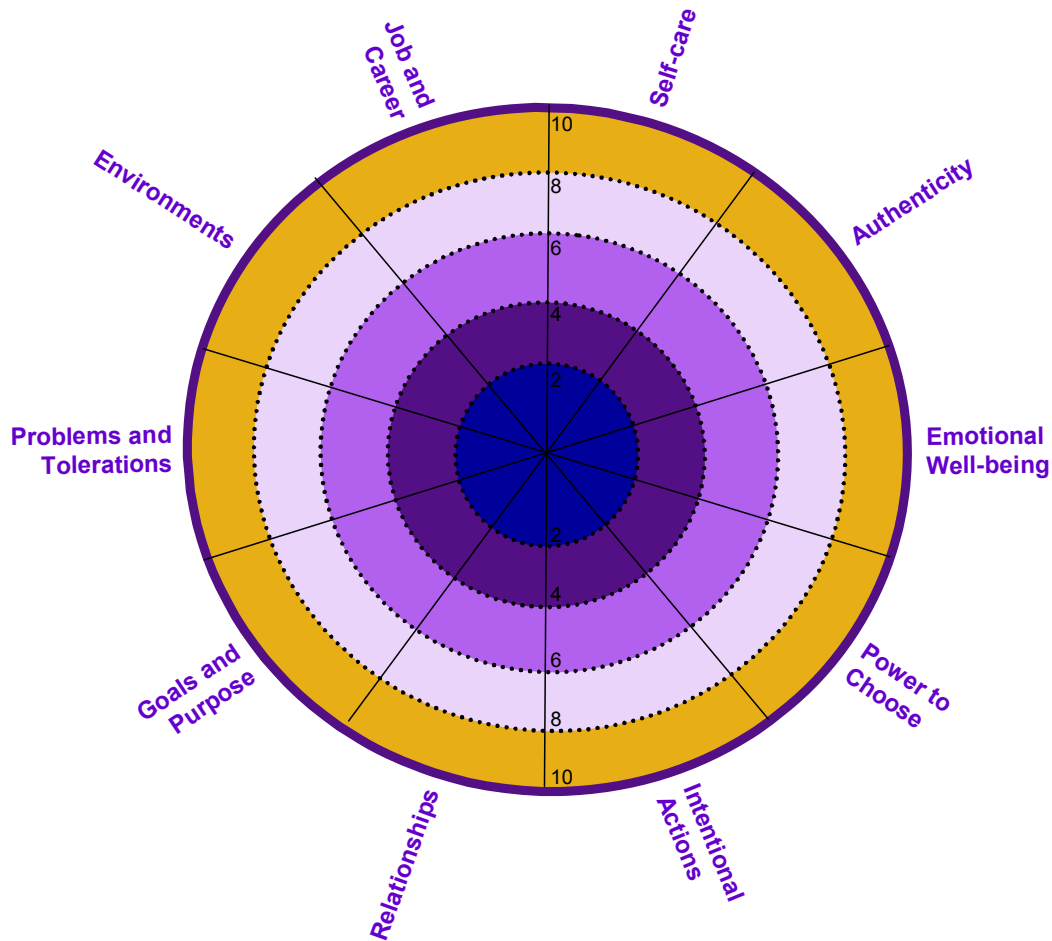 Job and
Career
Self-care
Environments
Authenticity
10
8
6
4
2
Problems and
Tolerations
Emotional
Well-being
2
4
6
8
10
Goals and
Purpose
Power to
Choose
Relationships
Intentional
Actions